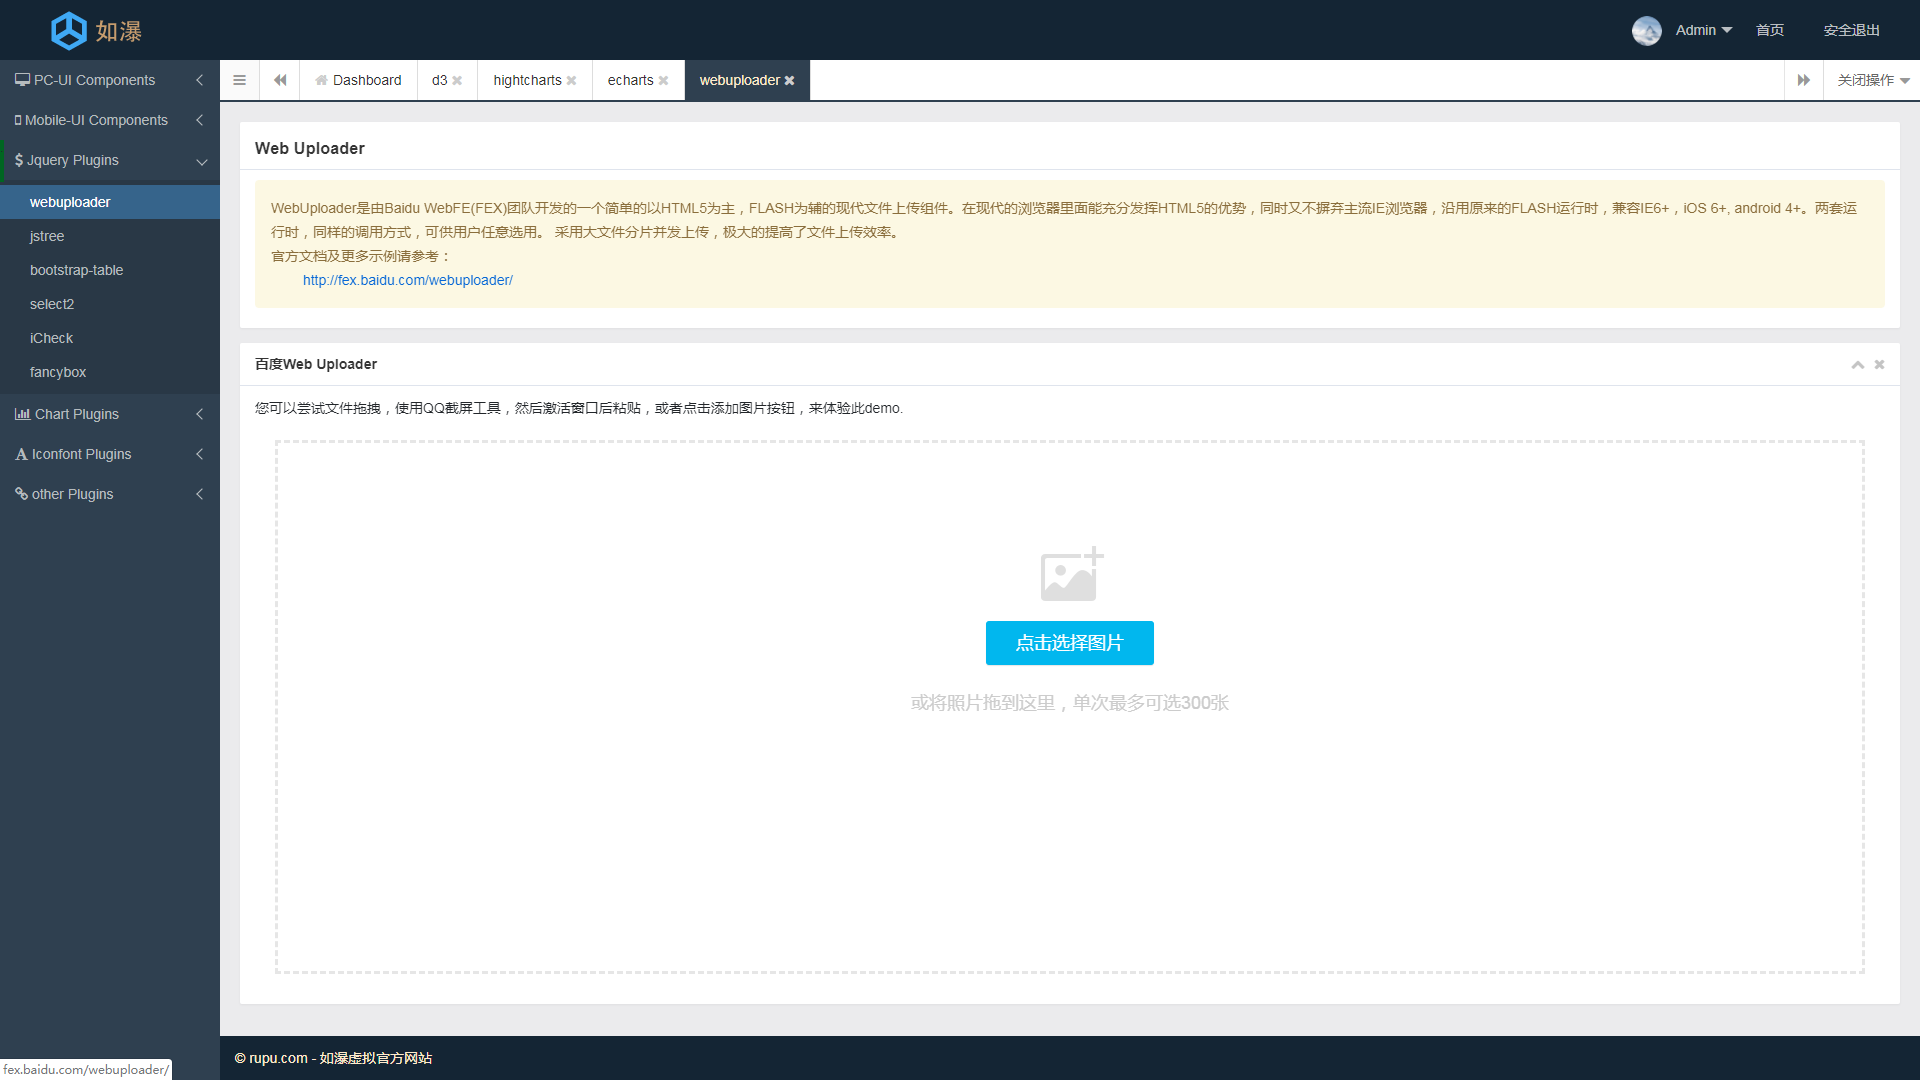 如瀑
Admin
首页
安全退出
PC-UI Components
Mobile-UI Components
$ Jquery Plugins
webuploader
jstree
bootstrap-table
select2
iCheck
fancybox
Chart Plugins
Iconfont Plugins
other Plugins
Dashboard
d3
hightcharts
echarts
webuploader
关闭操作
Web Uploader
WebUploader是由Baidu WebFE(FEX)团队开发的一个简单的以HTML5为主，FLASH为辅的现代文件上传组件。在现代的浏览器里面能充分发挥HTML5的优势，同时又不摒弃主流IE浏览器，沿用原来的FLASH运行时，兼容IE6+，iOS 6+, android 4+。两套运
行时，同样的调用方式，可供用户任意选用。 采用大文件分片并发上传，极大的提高了文件上传效率。
官方文档及更多示例请参考：
http://fex.baidu.com/webuploader/
百度Web Uploader
您可以尝试文件拖拽，使用QQ截屏工具，然后激活窗口后粘贴，或者点击添加图片按钮，来体验此demo.
点击选择图片
或将照片拖到这里，单次最多可选300张
© rupu.com - 如瀑虚拟官方网站
fex.baidu.com/webuploader/